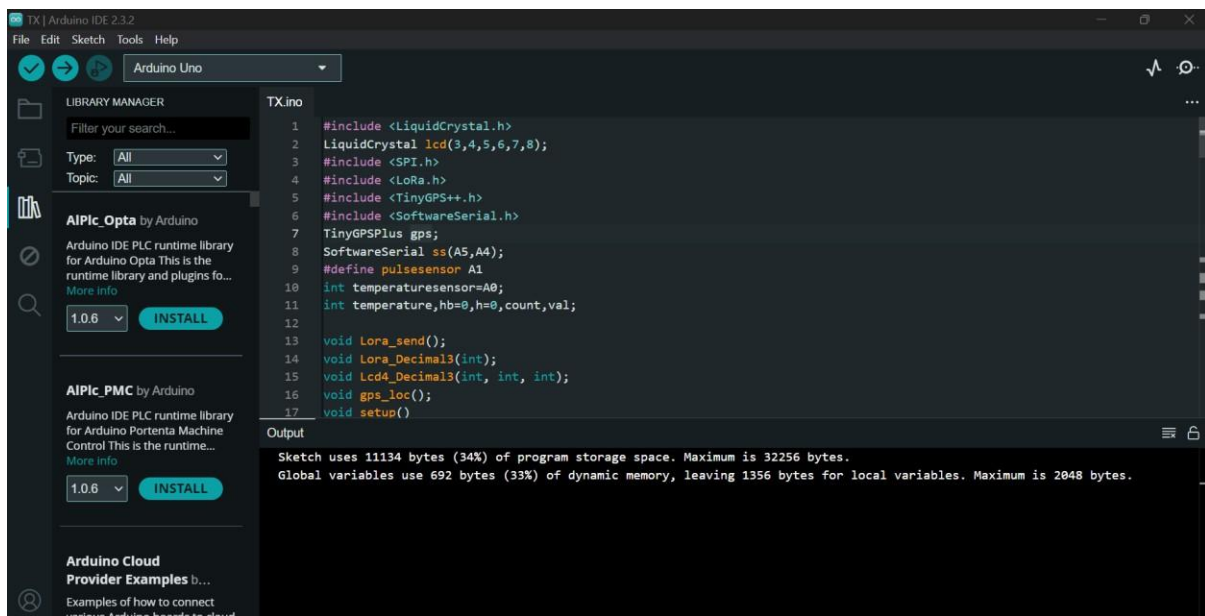 TX | Arduino IDE 2.3.2
File Edit Sketch Tools Help
Arduino Uno
LIBRARY MANAGER
Filter your search...
Type: All
Topic: All
AlPlc_Opta by Arduino
Arduino IDE PLC runtime library
for Arduino Opta This is the
runtime library and plugins fo...
More info
1.0.6 INSTALL
AlPlc_PMC by Arduino
Arduino IDE PLC runtime library
for Arduino Portenta Machine
Control This is the runtime...
More info
1.0.6 INSTALL
Arduino Cloud
Provider Examples b...
Examples of how to connect
various Arduino boards to cloud
TX.ino
1 #include <LiquidCrystal.h>
2 LiquidCrystal lcd(3,4,5,6,7,8);
3 #include <SPI.h>
4 #include <LoRa.h>
5 #include <TinyGPS++.h>
6 #include <SoftwareSerial.h>
7 TinyGPSPlus gps;
8 SoftwareSerial ss(A5,A4);
9 #define pulsesensor A1
10 int temperaturesensor=A0;
11 int temperature,hb=0,h=0,count,val;
12
13 void Lora_send();
14 void Lora_Decimal3(int);
15 void Lcd4_Decimal3(int, int, int);
16 void gps_loc();
17 void setup()
Output
Sketch uses 11134 bytes (34%) of program storage space. Maximum is 32256 bytes.
Global variables use 692 bytes (33%) of dynamic memory, leaving 1356 bytes for local variables. Maximum is 2048 bytes.